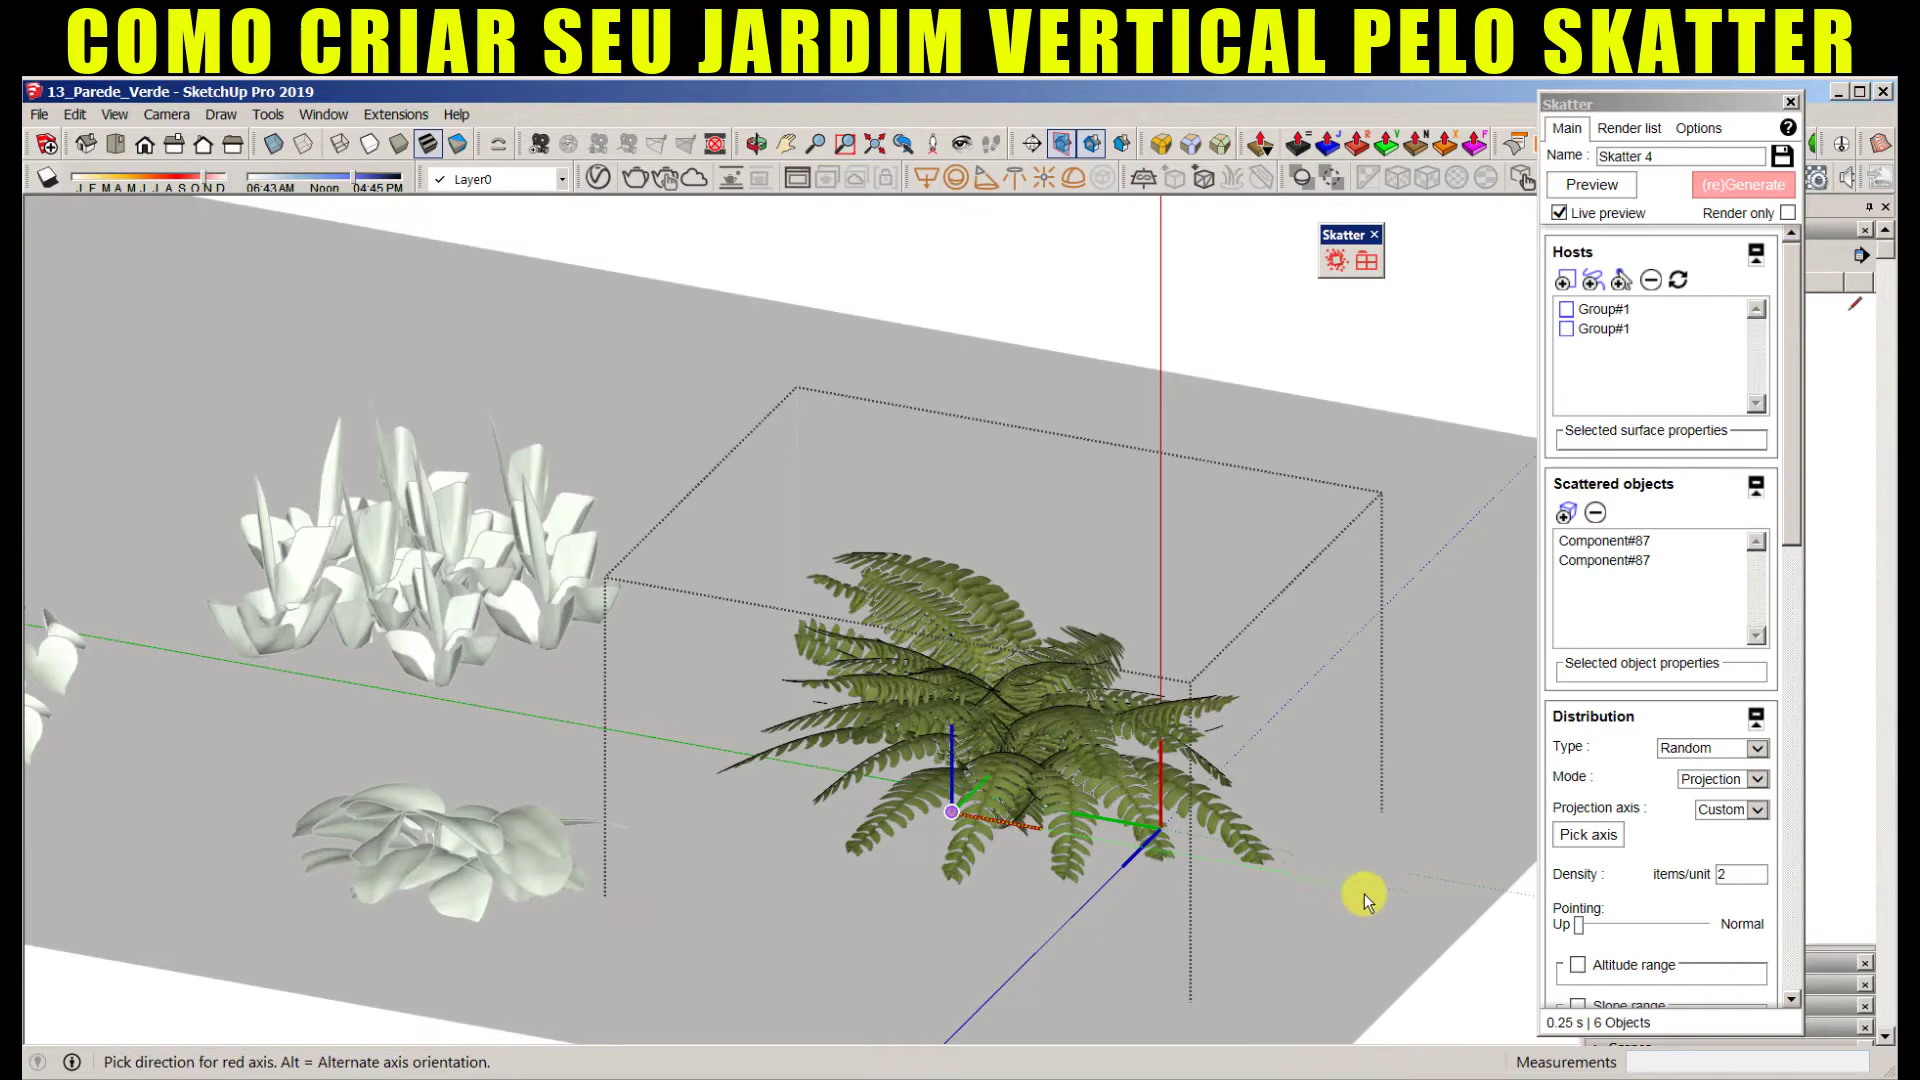 COMO CRIAR SEU JARDIM VERTICAL PELO SKATTER
13_Parede_Verde - SketchUp Pro 2019
File Edit View Camera Draw Tools Window Extensions Help
J F M A M J J A S O N D 06:43 AM Noon 04:45 PM
Layer0
Skatter
Skatter
Main Render list Options
Name : Skatter 4
Preview (re)Generate
Live preview Render only
Hosts
Group#1
Group#1
Selected surface properties
Scattered objects
Component#87
Component#87
Selected object properties
Distribution
Type : Random
Mode : Projection
Projection axis : Custom
Pick axis
Density : items/unit 2
Pointing:
Up Normal
Altitude range
Slope range
0.25 s | 6 Objects
Pick direction for red axis. Alt = Alternate axis orientation.
Measurements